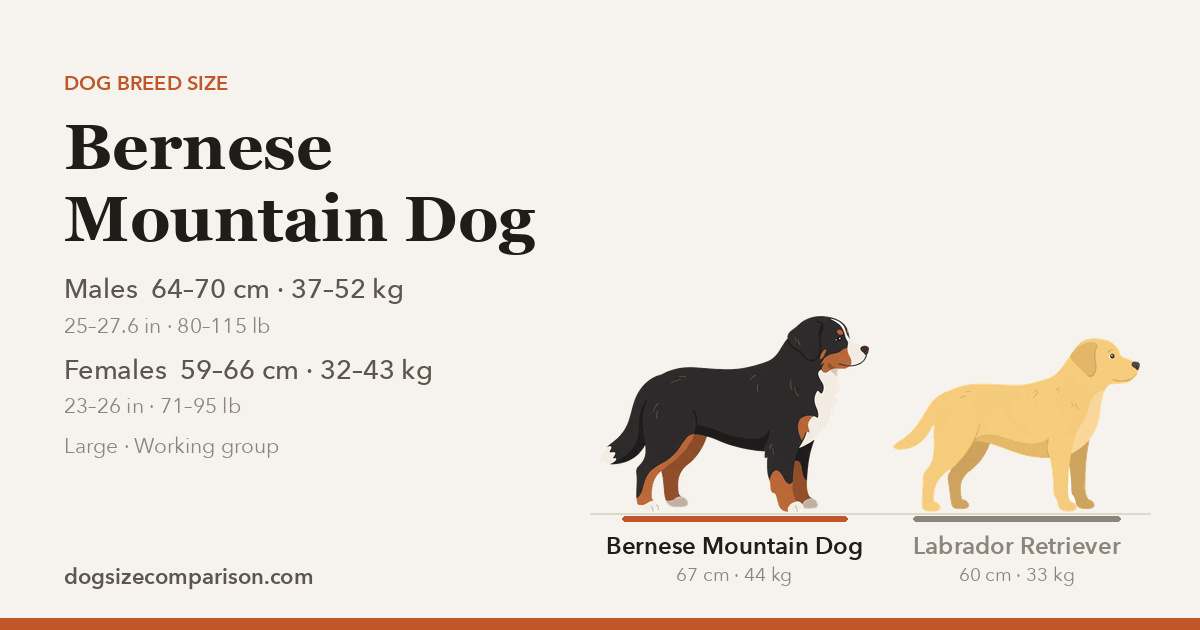 DOG BREED SIZE
Bernese
Mountain Dog
Males 64–70 cm · 37–52 kg
25–27.6 in · 80–115 lb
Females 59–66 cm · 32–43 kg
23–26 in · 71–95 lb
Large · Working group
dogsizecomparison.com
Bernese Mountain Dog
67 cm · 44 kg
Labrador Retriever
60 cm · 33 kg